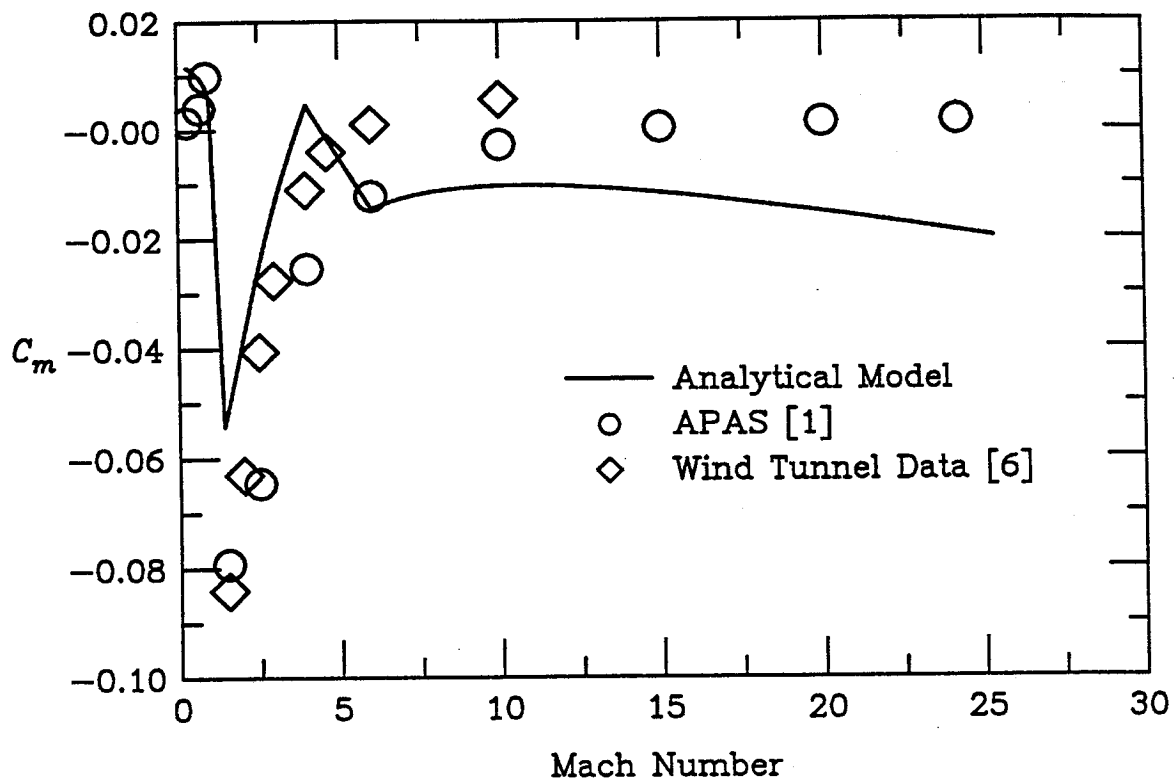 0.02
−0.00
−0.02
C_m −0.04
−0.06
−0.08
−0.10
Analytical Model
APAS [1]
Wind Tunnel Data [6]
0 5 10 15 20 25 30
Mach Number